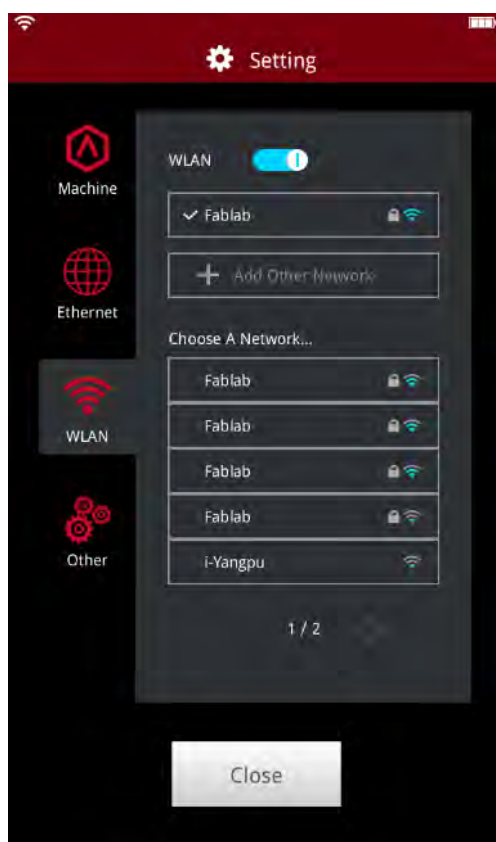 Setting
Machine
WLAN
Fablab
Add Other Network
Ethernet
Choose A Network...
Fablab
WLAN
Fablab
Fablab
Fablab
Other
i-Yangpu
1 / 2
Close